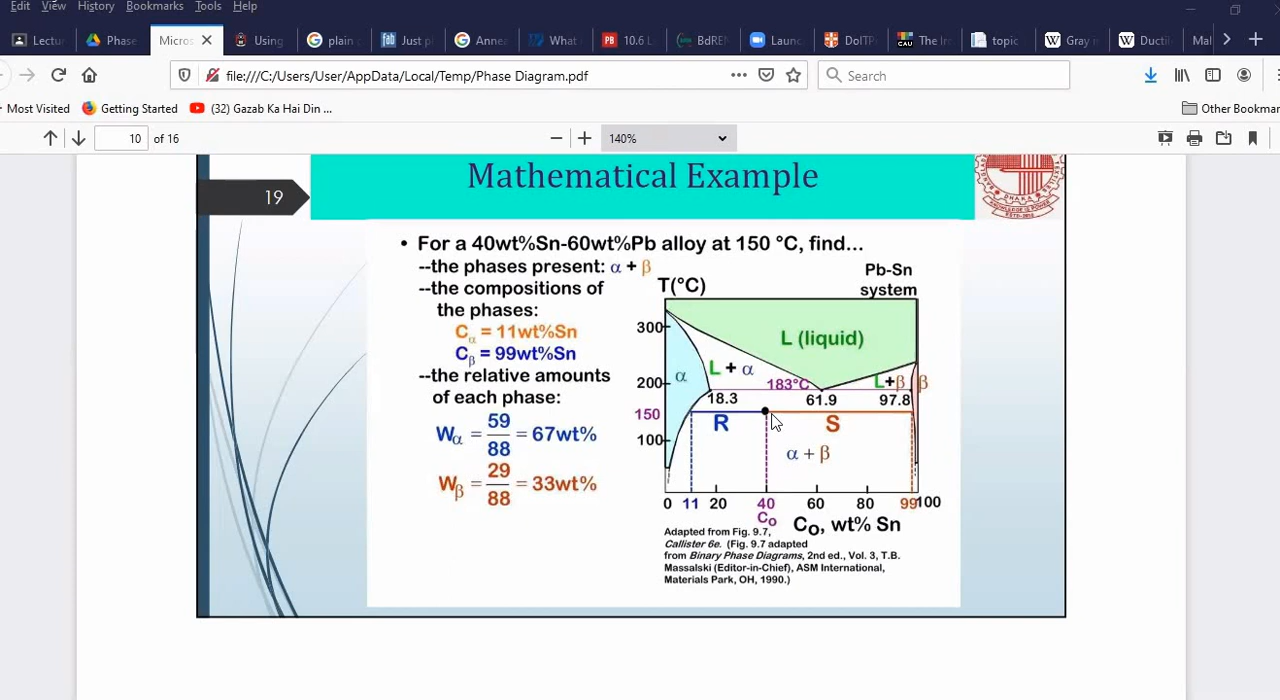 Edit View History Bookmarks Tools Help
Lectu Phase Micros Using plain c Just pl Annea What 10.6 L BdREN Launc DoITP The Ir topic Gray ir Ductil Mal
file:///C:/Users/User/AppData/Local/Temp/Phase Diagram.pdf Search
Most Visited Getting Started (32) Gazab Ka Hai Din ... Other Bookmar
10 of 16 140%
19 Mathematical Example
• For a 40wt%Sn-60wt%Pb alloy at 150 °C, find...
--the phases present: α + β
--the compositions of
the phases:
Cα = 11wt%Sn
Cβ = 99wt%Sn
--the relative amounts
of each phase:
Wα = 59/88 = 67wt%
Wβ = 29/88 = 33wt%
T(°C)
Pb-Sn
system
300
L (liquid)
α
L + α
200
183°C
L+β
β
18.3
61.9
97.8
150
R
S
100
α + β
0 11 20 40 60 80 99 100
Co
Co, wt% Sn
Adapted from Fig. 9.7,
Callister 6e. (Fig. 9.7 adapted
from Binary Phase Diagrams, 2nd ed., Vol. 3, T.B.
Massalski (Editor-in-Chief), ASM International,
Materials Park, OH, 1990.)